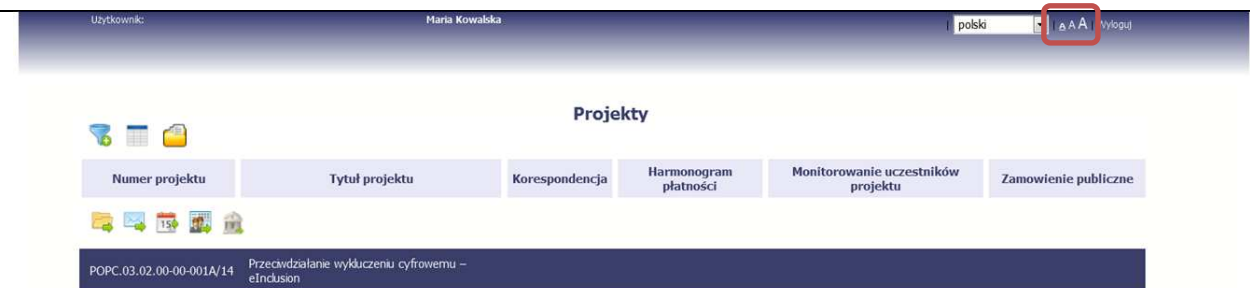 Użytkownik: Maria Kowalska | polski | A A A | Wyloguj
Projekty
Numer projektu Tytuł projektu Korespondencja Harmonogram płatności Monitorowanie uczestników projektu Zamowienie publiczne
15
POPC.03.02.00-00-001A/14 Przeciwdziałanie wykluczeniu cyfrowemu –
eInclusion